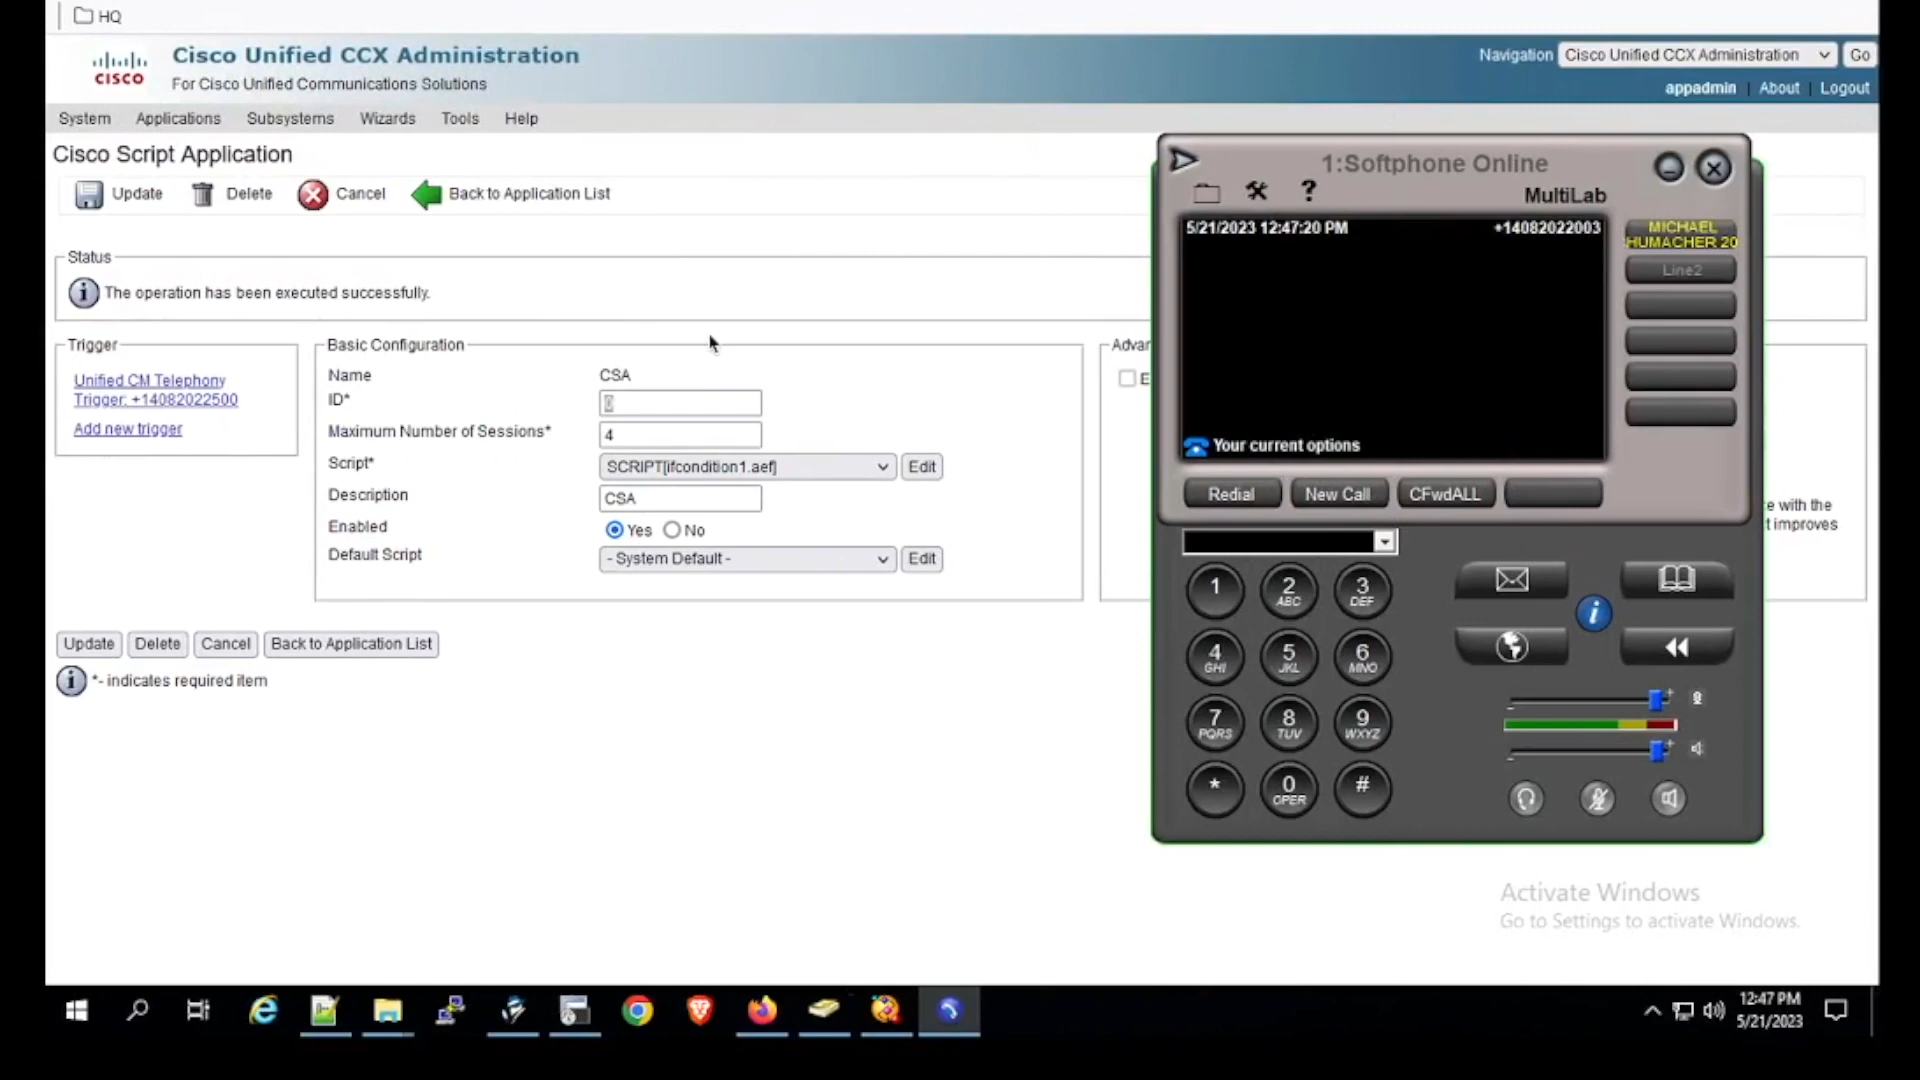 HQ
CISCO
Cisco Unified CCX Administration
For Cisco Unified Communications Solutions
Navigation Cisco Unified CCX Administration Go
appadmin | About | Logout
System Applications Subsystems Wizards Tools Help
Cisco Script Application
Update Delete Cancel Back to Application List
Status
The operation has been executed successfully.
Trigger
Unified CM Telephony
Trigger: +14082022500
Add new trigger
Basic Configuration
Name CSA
ID*
Maximum Number of Sessions* 4
Script* SCRIPT[ifcondition1.aef] Edit
Description CSA
Enabled Yes No
Default Script - System Default - Edit
Advan
E
e with the
t improves
Update Delete Cancel Back to Application List
*- indicates required item
1:Softphone Online
MultiLab
5/21/2023 12:47:20 PM +14082022003
MICHAEL
HUMACHER 20
Line2
Your current options
Redial New Call CFwdALL
1 2 ABC 3 DEF
4 GHI 5 JKL 6 MNO
7 PQRS 8 TUV 9 WXYZ
* 0 OPER #
Activate Windows
Go to Settings to activate Windows.
12:47 PM
5/21/2023